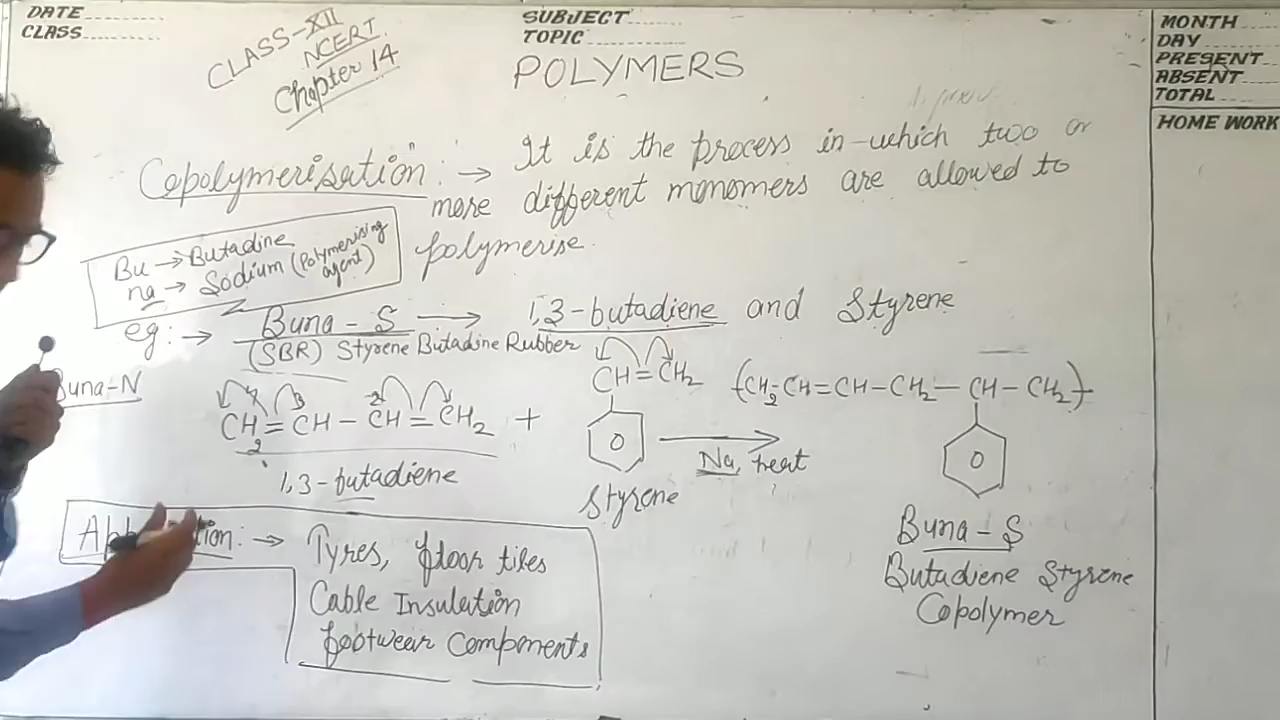 DATE
CLASS
SUBJECT
TOPIC
MONTH
DAY
PRESENT
ABSENT
TOTAL
HOME WORK
CLASS-XII
NCERT
Chapter 14
POLYMERS
Copolymerisation :→ It is the process in which two or
more different monomers are allowed to
polymerise.
Bu → Butadine
na → Sodium (Polymerising
agent)
eg: → Buna-S → 1,3-butadiene and Styrene
(SBR) Styrene Butadine Rubber
Buna-N
CH2=CH-CH=CH2 + CH=CH2
1,3-butadiene
Styrene
Na, heat
(CH2-CH=CH-CH2-CH-CH2)
Buna-S
Butadiene Styrene
Copolymer
:→ Tyres, floor tiles
Cable Insulation
footwear Components